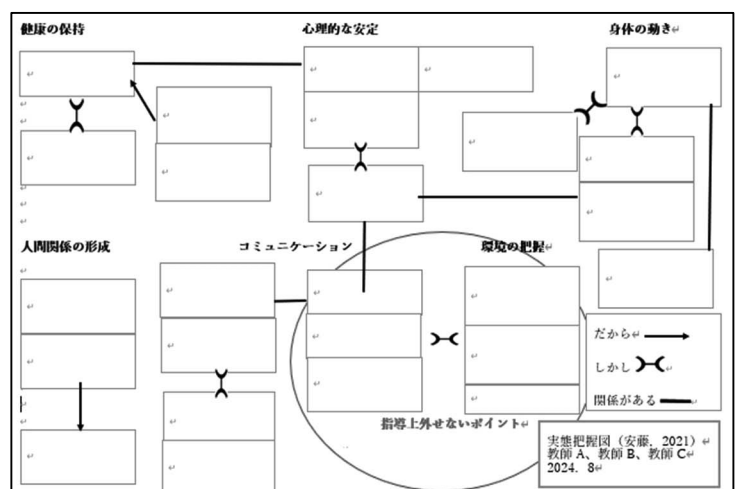 健康の保持
心理的な安定
身体の動き
人間関係の形成
コミュニケーション
環境の把握
だから
しかし
関係がある
指導上外せないポイント
実態把握図（安藤．2021）
教師A、教師B、教師C
2024．8